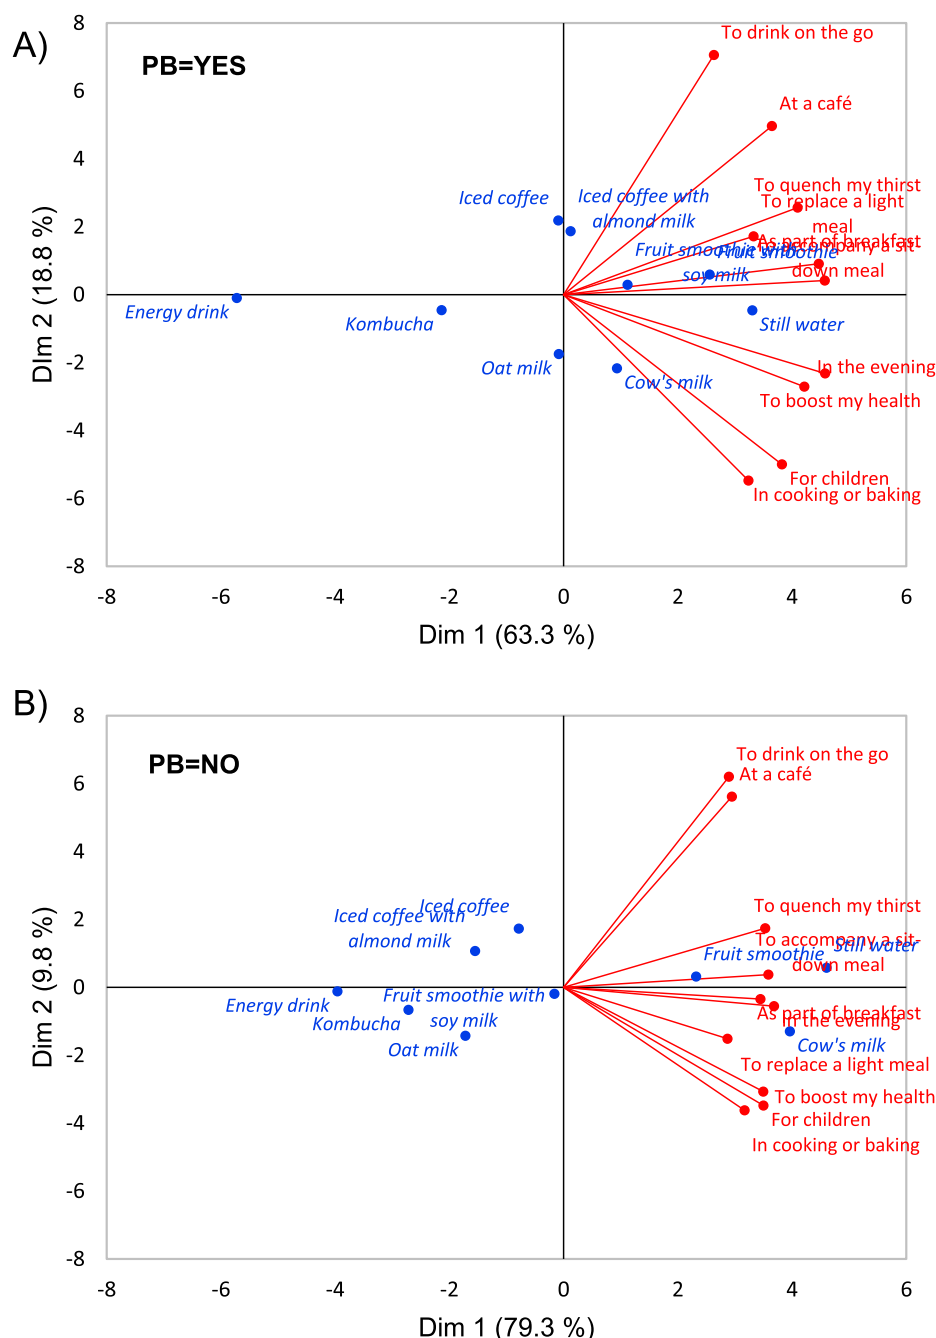 A)
PB=YES
8
6
4
2
0
-2
-4
-6
-8
DIm 2 (18.8 %)
To drink on the go
At a café
To quench my thirst
To replace a light
meal
As part of breakfast
To accompany a sit-
down meal
Iced coffee
Iced coffee with
almond milk
Fruit smoothie with
soy milk
Fruit smoothie
Energy drink
Kombucha
Still water
Oat milk
Cow's milk
In the evening
To boost my health
For children
In cooking or baking
-8 -6 -4 -2 0 2 4 6
Dim 1 (63.3 %)
B)
PB=NO
8
6
4
2
0
-2
-4
-6
-8
Dim 2 (9.8 %)
To drink on the go
At a café
To quench my thirst
Iced coffee
Iced coffee with
almond milk
To accompany a sit-
down meal
Still water
Fruit smoothie
Energy drink
Fruit smoothie with
soy milk
Kombucha
Oat milk
As part of breakfast
In the evening
Cow's milk
To replace a light meal
To boost my health
For children
In cooking or baking
-8 -6 -4 -2 0 2 4 6
Dim 1 (79.3 %)